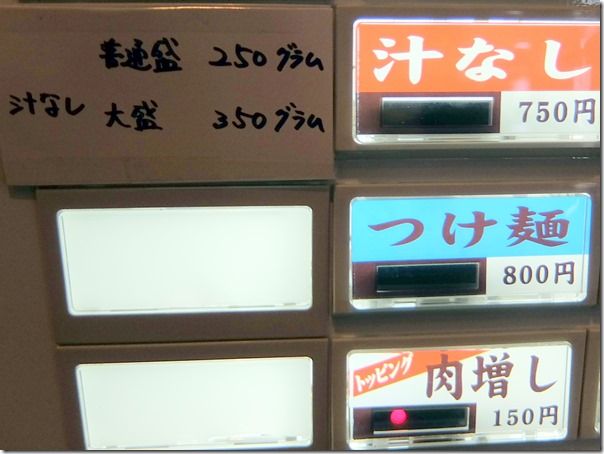 普通盛 250グラム
汁なし 大盛 350グラム
汁なし
750円
つけ麺
800円
トッピング 肉増し
150円